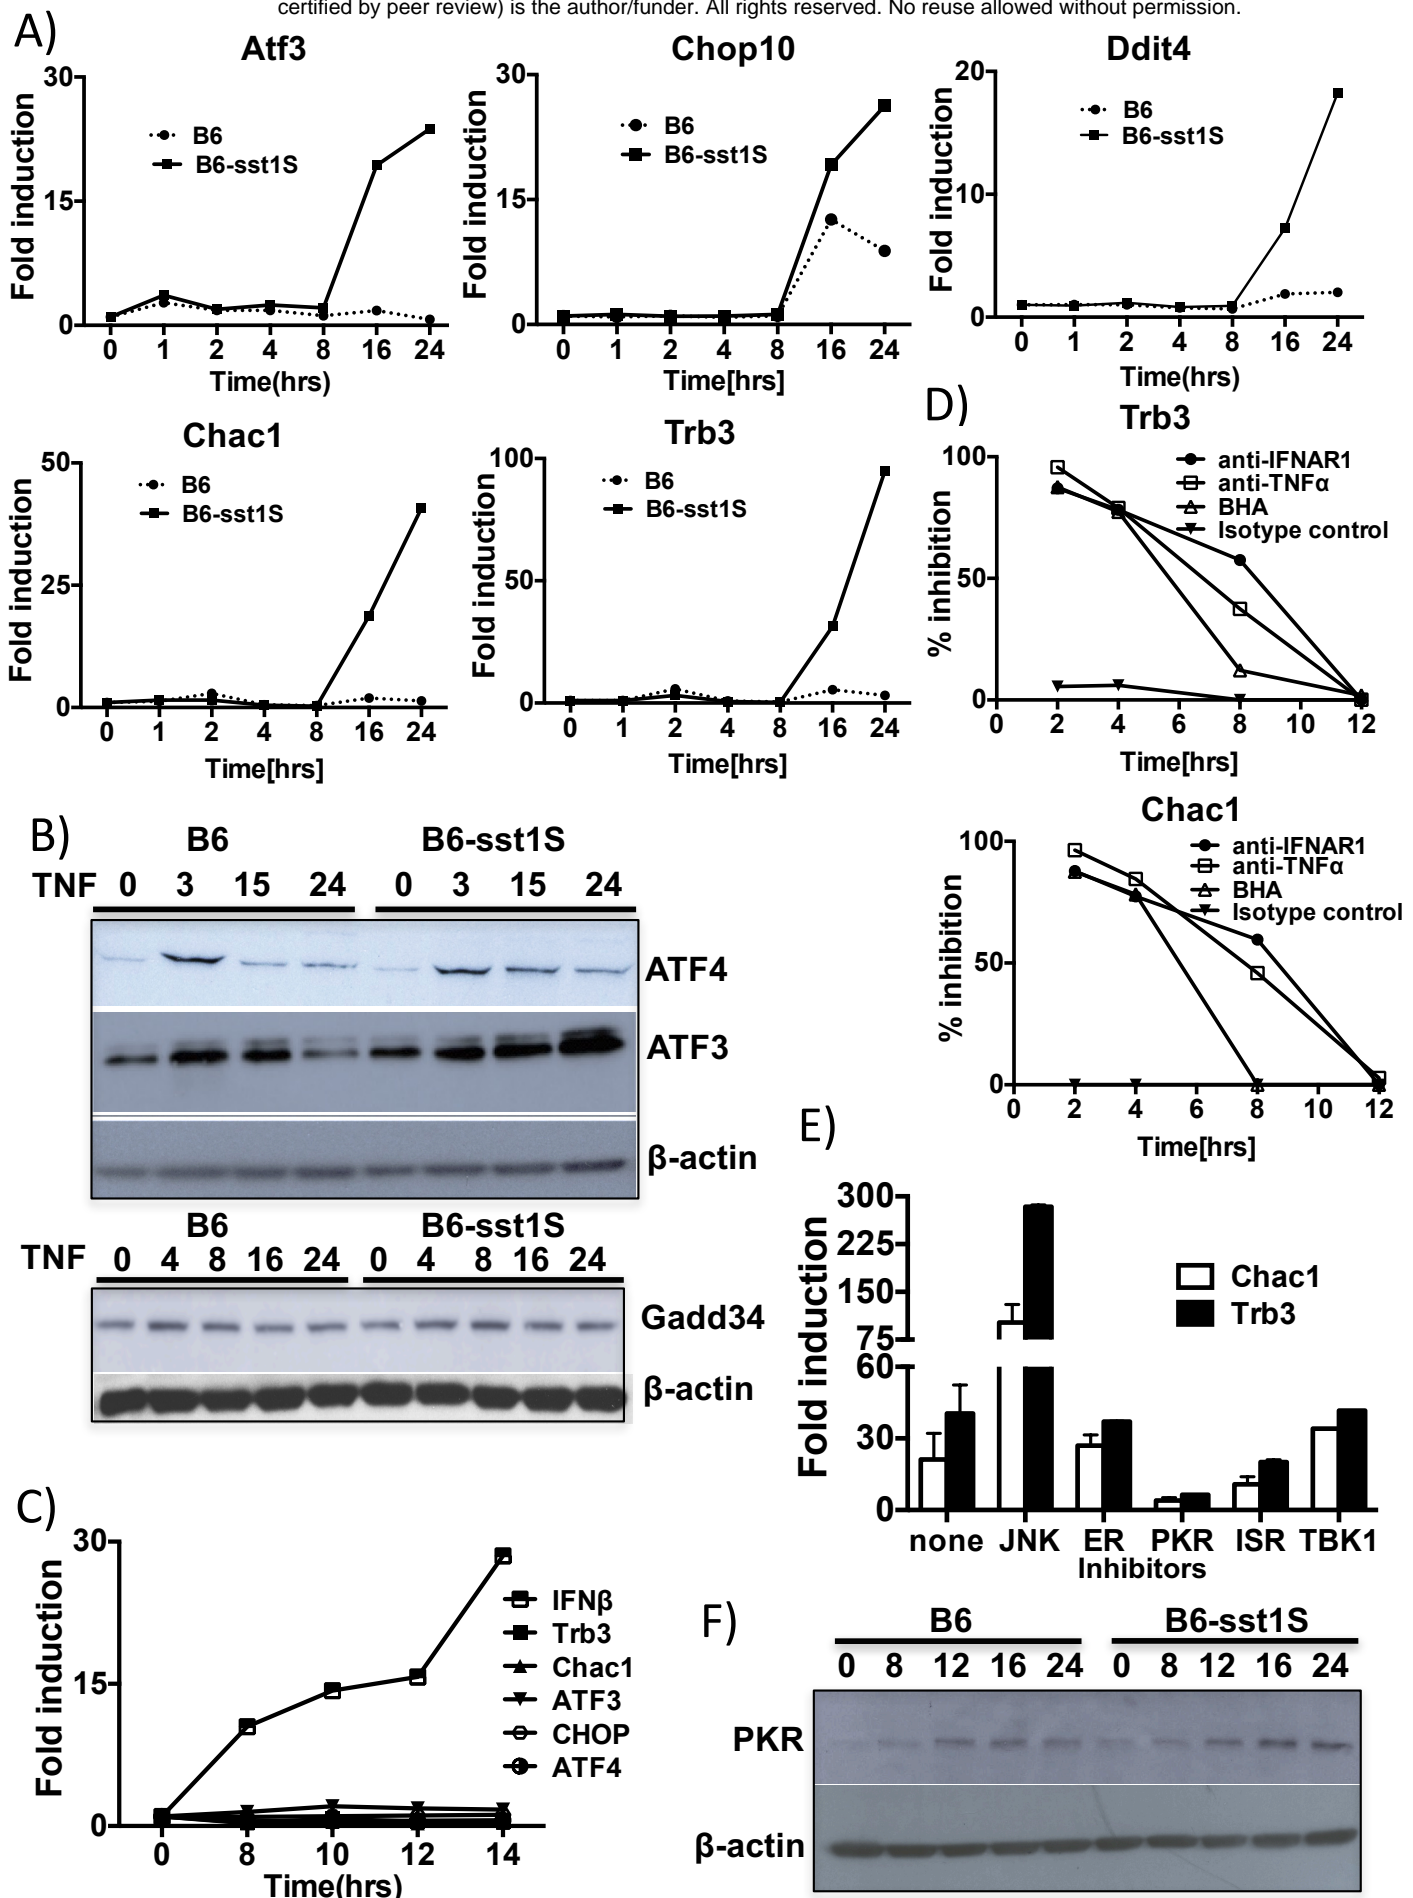 certified by peer review) is the author/funder. All rights reserved. No reuse allowed without permission.
A)
Atf3
Fold induction
30
15
0
B6
B6-sst1S
0 1 2 4 8 16 24
Time(hrs)
Chop10
Fold induction
30
15
0
B6
B6-sst1S
0 1 2 4 8 16 24
Time[hrs]
Ddit4
Fold induction
20
10
0
B6
B6-sst1S
0 1 2 4 8 16 24
Time(hrs)
Chac1
Fold induction
50
25
0
B6
B6-sst1S
0 1 2 4 8 16 24
Time[hrs]
Trb3
Fold induction
100
50
0
B6
B6-sst1S
0 1 2 4 8 16 24
Time[hrs]
D)
Trb3
% inhibition
100
50
0
anti-IFNAR1
anti-TNFα
BHA
Isotype control
0 2 4 6 8 10 12
Time[hrs]
Chac1
% inhibition
100
50
0
anti-IFNAR1
anti-TNFα
BHA
Isotype control
0 2 4 6 8 10 12
Time[hrs]
B)
B6 B6-sst1S
TNF 0 3 15 24 0 3 15 24
ATF4
ATF3
β-actin
B6 B6-sst1S
TNF 0 4 8 16 24 0 4 8 16 24
Gadd34
β-actin
E)
Fold induction
300
225
150
75
60
30
0
Chac1
Trb3
none JNK ER PKR ISR TBK1
Inhibitors
C)
Fold induction
30
15
0
IFNβ
Trb3
Chac1
ATF3
CHOP
ATF4
0 8 10 12 14
Time(hrs)
F)
B6 B6-sst1S
0 8 12 16 24 0 8 12 16 24
PKR
β-actin